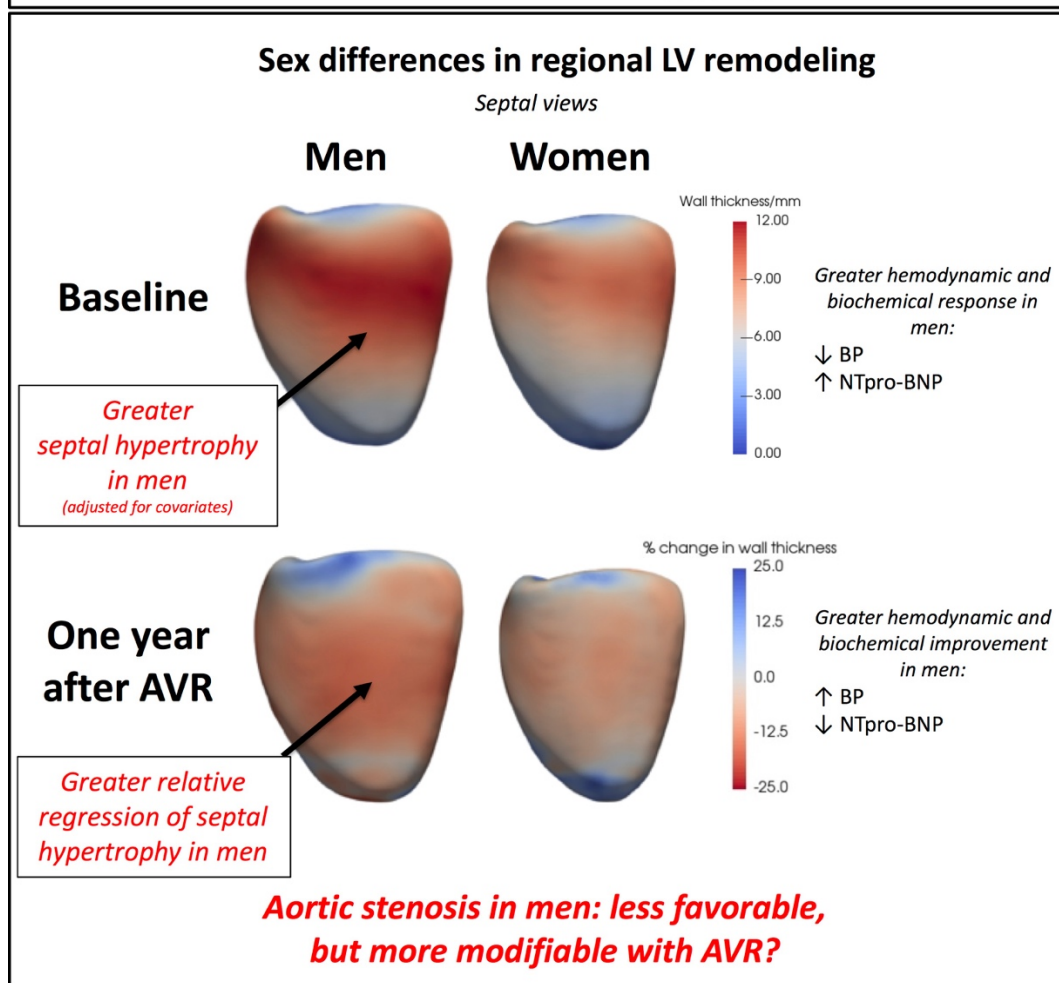 Sex differences in regional LV remodeling
Septal views
Men
Women
Baseline
Wall thickness/mm
12.00
9.00
6.00
3.00
0.00
Greater hemodynamic and
biochemical response in
men:
↓ BP
↑ NTpro-BNP
Greater
septal hypertrophy
in men
(adjusted for covariates)
One year
after AVR
% change in wall thickness
25.0
12.5
0.0
-12.5
-25.0
Greater hemodynamic and
biochemical improvement
in men:
↑ BP
↓ NTpro-BNP
Greater relative
regression of septal
hypertrophy in men
Aortic stenosis in men: less favorable,
but more modifiable with AVR?